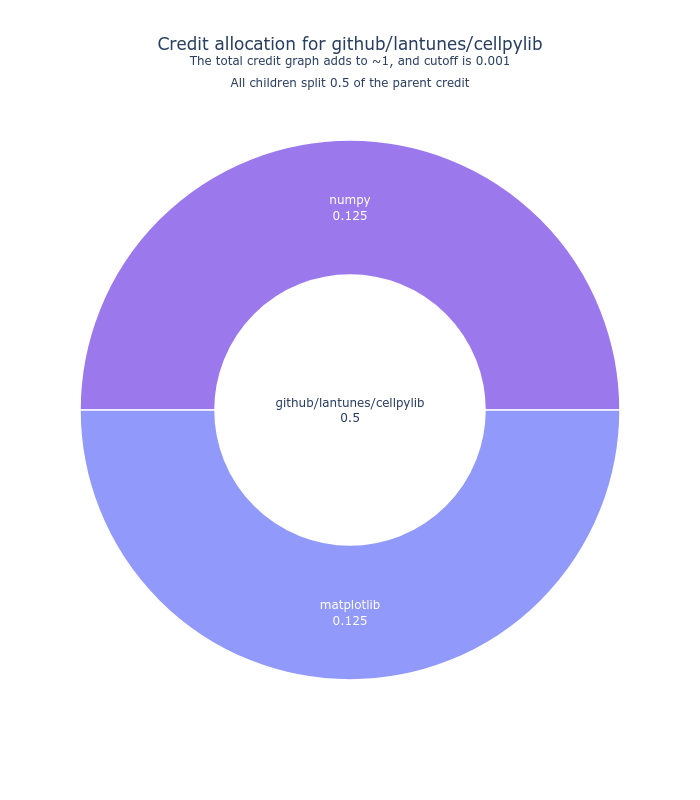 Credit allocation for github/lantunes/cellpylib
The total credit graph adds to ~1, and cutoff is 0.001
All children split 0.5 of the parent credit
numpy
0.125
github/lantunes/cellpylib
0.5
matplotlib
0.125